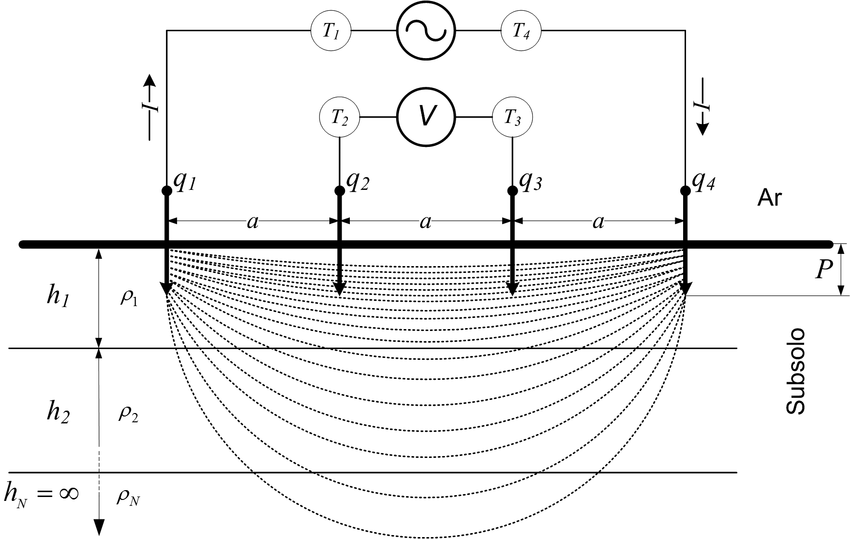 T1 T4
I I
T2 V T3
q1 q2 q3 q4
Ar
a a a
P
h1 ρ1
Subsolo
h2 ρ2
hN = ∞ ρN